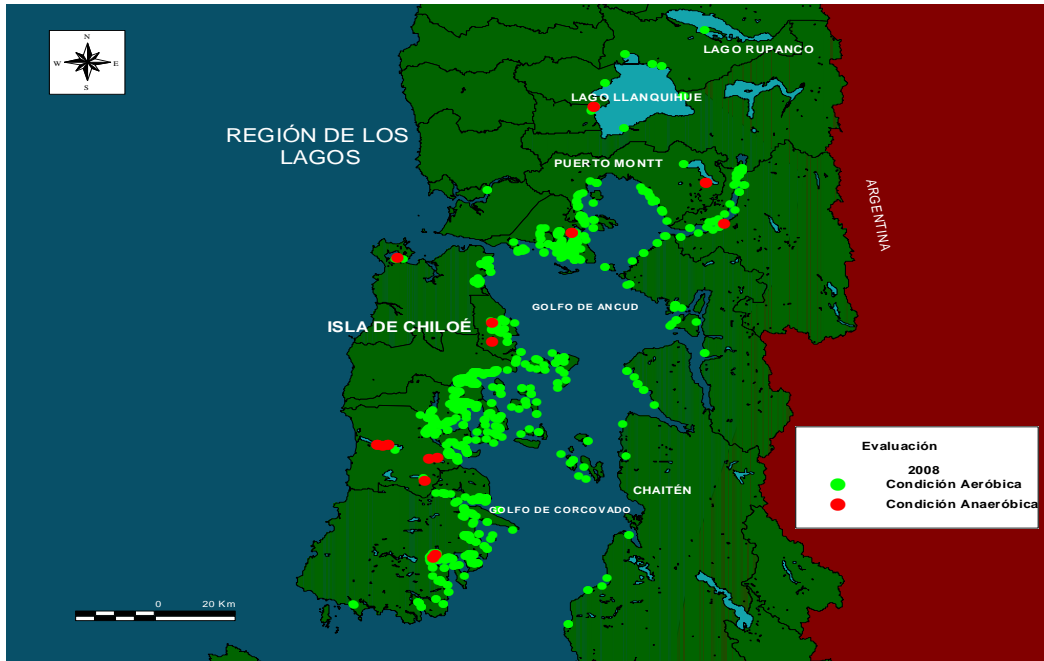 N
W E
S
LAGO RUPANCO
LAGO LLANQUIHUE
REGIÓN DE LOS
LAGOS
PUERTO MONTT
ARGENTINA
GOLFO DE ANCUD
ISLA DE CHILOÉ
CHAITÉN
GOLFO DE CORCOVADO
Evaluación
2008
Condición Aeróbica
Condición Anaeróbica
0 20 Km